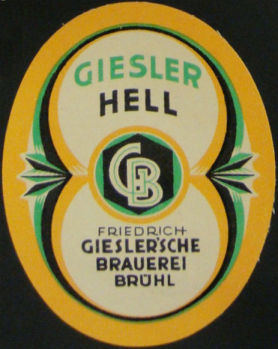 GIESLER
HELL
GB
FRIEDRICH
GIESLER'SCHE
BRAUEREI
BRÜHL